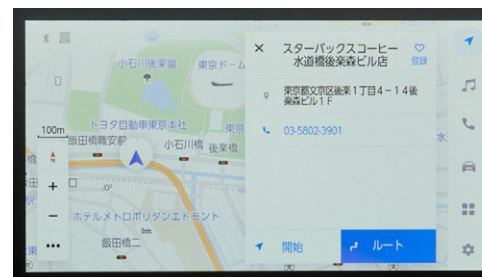 小石川後楽園
東京ドーム
100m
トヨタ自動車東京本社
飯田橋職安前
小石川橋
後楽橋
N
ホテルメトロポリタンエドモント
飯田橋二
スターバックスコーヒー
水道橋後楽森ビル店
登録
東京都文京区後楽1丁目4-14後
楽森ビル1F
03-5802-3901
開始
ルート